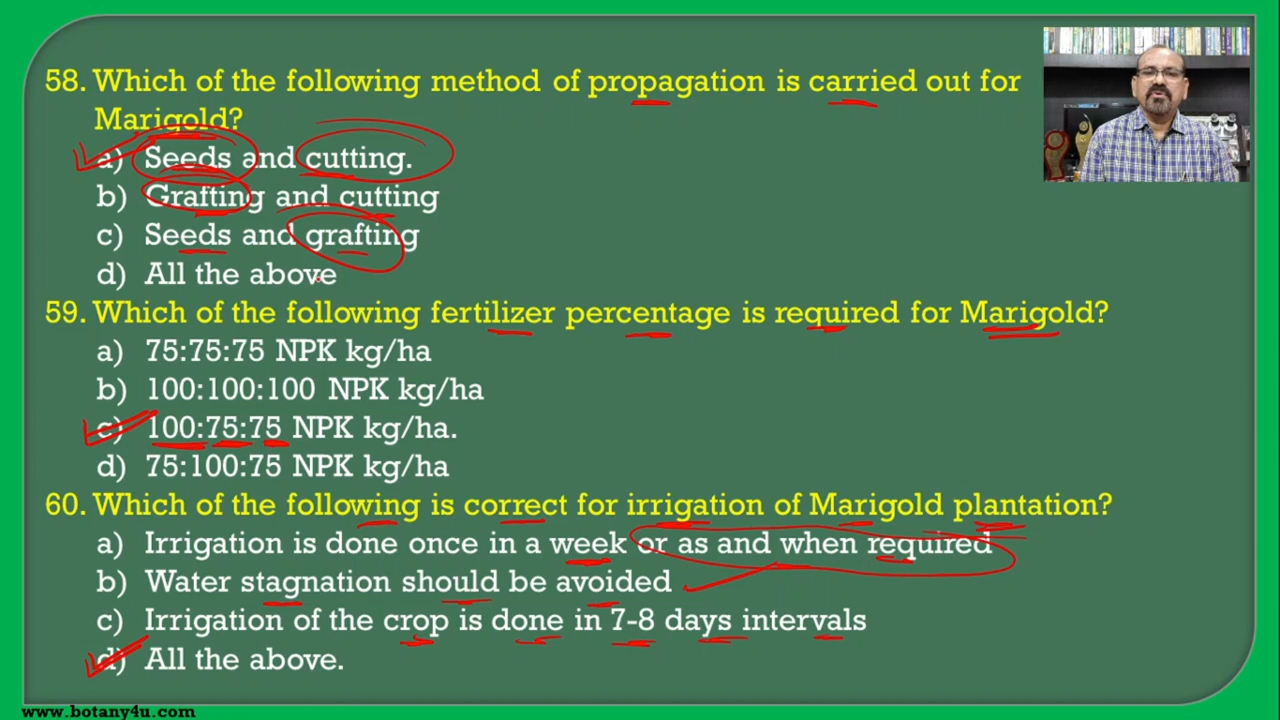 58. Which of the following method of propagation is carried out for
Marigold?
a) Seeds and cutting.
b) Grafting and cutting
c) Seeds and grafting
d) All the above
59. Which of the following fertilizer percentage is required for Marigold?
a) 75:75:75 NPK kg/ha
b) 100:100:100 NPK kg/ha
c) 100:75:75 NPK kg/ha.
d) 75:100:75 NPK kg/ha
60. Which of the following is correct for irrigation of Marigold plantation?
a) Irrigation is done once in a week or as and when required
b) Water stagnation should be avoided
c) Irrigation of the crop is done in 7-8 days intervals
d) All the above.
www.botany4u.com